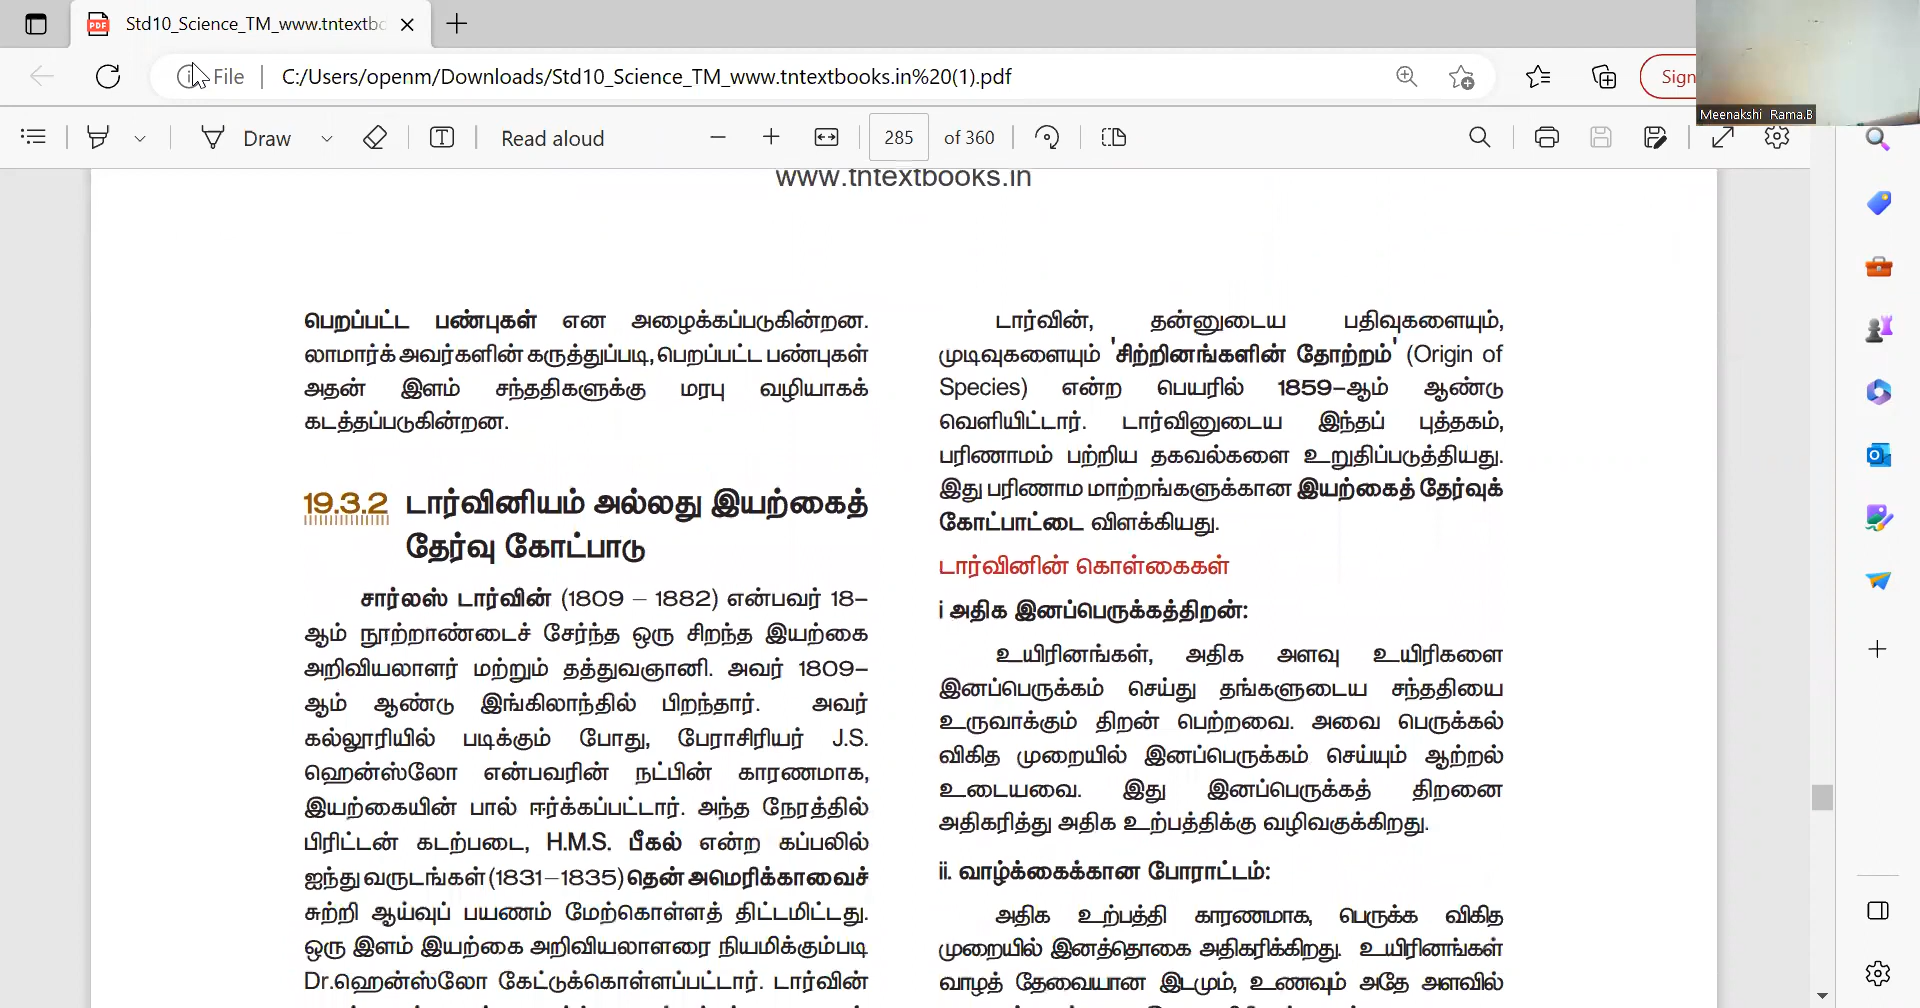 Std10_Science_TM_www.tntextbo
File
C:/Users/openm/Downloads/Std10_Science_TM_www.tntextbooks.in%20(1).pdf
Sign
Meenakshi Rama.B
Draw
Read aloud
285 of 360
www.tntextbooks.in
பெறப்பட்ட பண்புகள் என அழைக்கப்படுகின்றன.
லாமார்க் அவர்களின் கருத்துப்படி, பெறப்பட்ட பண்புகள்
அதன் இளம் சந்ததிகளுக்கு மரபு வழியாகக்
கடத்தப்படுகின்றன.
19.3.2 டார்வினியம் அல்லது இயற்கைத்
தேர்வு கோட்பாடு
சார்லஸ் டார்வின் (1809 – 1882) என்பவர் 18–
ஆம் நூற்றாண்டைச் சேர்ந்த ஒரு சிறந்த இயற்கை
அறிவியலாளர் மற்றும் தத்துவஞானி. அவர் 1809–
ஆம் ஆண்டு இங்கிலாந்தில் பிறந்தார். அவர்
கல்லூரியில் படிக்கும் போது, பேராசிரியர் J.S.
ஹென்ஸ்லோ என்பவரின் நட்பின் காரணமாக,
இயற்கையின் பால் ஈர்க்கப்பட்டார். அந்த நேரத்தில்
பிரிட்டன் கடற்படை, H.M.S. பீகல் என்ற கப்பலில்
ஐந்து வருடங்கள் (1831–1835) தென் அமெரிக்காவைச்
சுற்றி ஆய்வுப் பயணம் மேற்கொள்ளத் திட்டமிட்டது.
ஒரு இளம் இயற்கை அறிவியலாளரை நியமிக்கும்படி
Dr.ஹென்ஸ்லோ கேட்டுக்கொள்ளப்பட்டார். டார்வின்
டார்வின், தன்னுடைய பதிவுகளையும்,
முடிவுகளையும் 'சிற்றினங்களின் தோற்றம்' (Origin of
Species) என்ற பெயரில் 1859–ஆம் ஆண்டு
வெளியிட்டார். டார்வினுடைய இந்தப் புத்தகம்,
பரிணாமம் பற்றிய தகவல்களை உறுதிப்படுத்தியது.
இது பரிணாம மாற்றங்களுக்கான இயற்கைத் தேர்வுக்
கோட்பாட்டை விளக்கியது.
டார்வினின் கொள்கைகள்
i அதிக இனப்பெருக்கத்திறன்:
உயிரினங்கள், அதிக அளவு உயிரிகளை
இனப்பெருக்கம் செய்து தங்களுடைய சந்ததியை
உருவாக்கும் திறன் பெற்றவை. அவை பெருக்கல்
விகித முறையில் இனப்பெருக்கம் செய்யும் ஆற்றல்
உடையவை. இது இனப்பெருக்கத் திறனை
அதிகரித்து அதிக உற்பத்திக்கு வழிவகுக்கிறது.
ii. வாழ்க்கைக்கான போராட்டம்:
அதிக உற்பத்தி காரணமாக, பெருக்க விகித
முறையில் இனத்தொகை அதிகரிக்கிறது. உயிரினங்கள்
வாழத் தேவையான இடமும், உணவும் அதே அளவில்